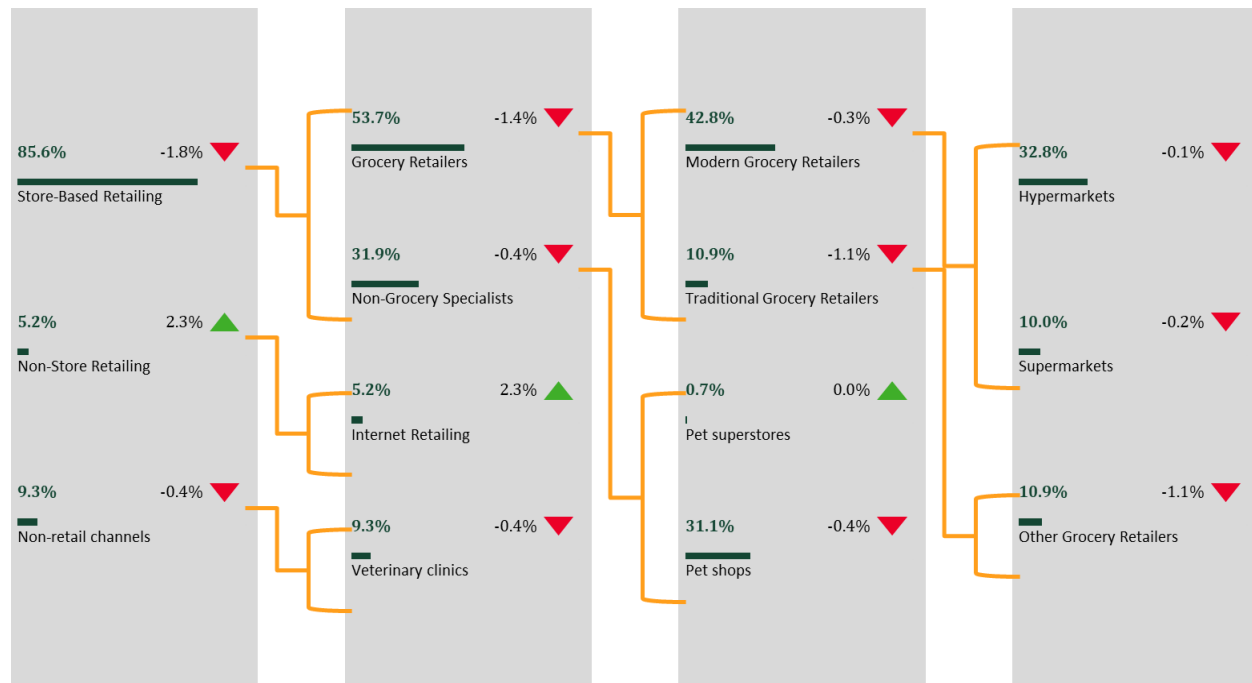 85.6% -1.8%
Store-Based Retailing
5.2% 2.3%
Non-Store Retailing
9.3% -0.4%
Non-retail channels
53.7% -1.4%
Grocery Retailers
31.9% -0.4%
Non-Grocery Specialists
5.2% 2.3%
Internet Retailing
9.3% -0.4%
Veterinary clinics
42.8% -0.3%
Modern Grocery Retailers
10.9% -1.1%
Traditional Grocery Retailers
0.7% 0.0%
Pet superstores
31.1% -0.4%
Pet shops
32.8% -0.1%
Hypermarkets
10.0% -0.2%
Supermarkets
10.9% -1.1%
Other Grocery Retailers